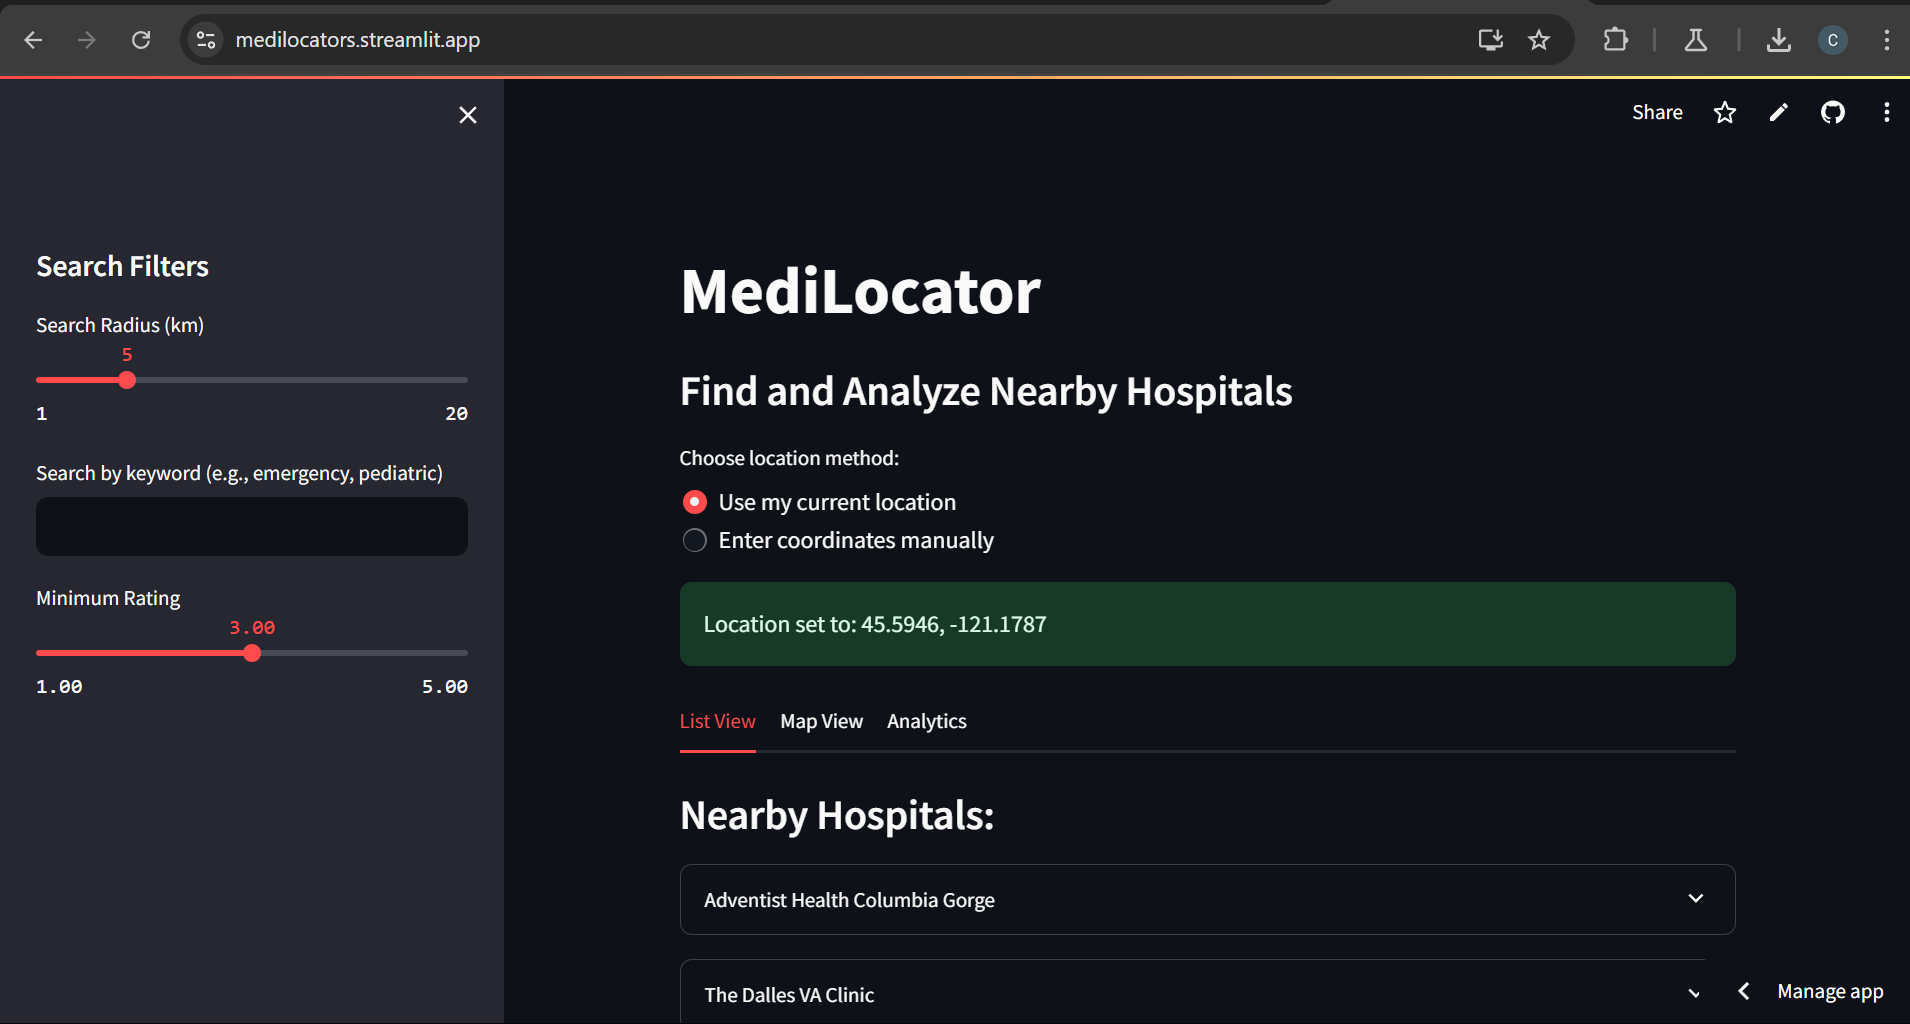 medilocators.streamlit.app
C
Share
Search Filters
Search Radius (km)
5
1 20
Search by keyword (e.g., emergency, pediatric)
Minimum Rating
3.00
1.00 5.00
MediLocator
Find and Analyze Nearby Hospitals
Choose location method:
Use my current location
Enter coordinates manually
Location set to: 45.5946, -121.1787
List View Map View Analytics
Nearby Hospitals:
Adventist Health Columbia Gorge
The Dalles VA Clinic
Manage app